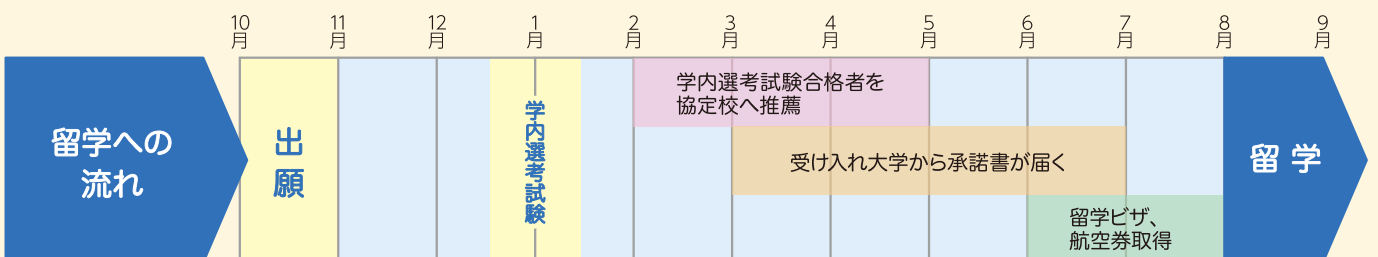 10月 11月 12月 1月 2月 3月 4月 5月 6月 7月 8月 9月
留学への
流れ
出願
学内選考試験
学内選考試験合格者を
協定校へ推薦
受け入れ大学から承諾書が届く
留学ビザ、
航空券取得
留学